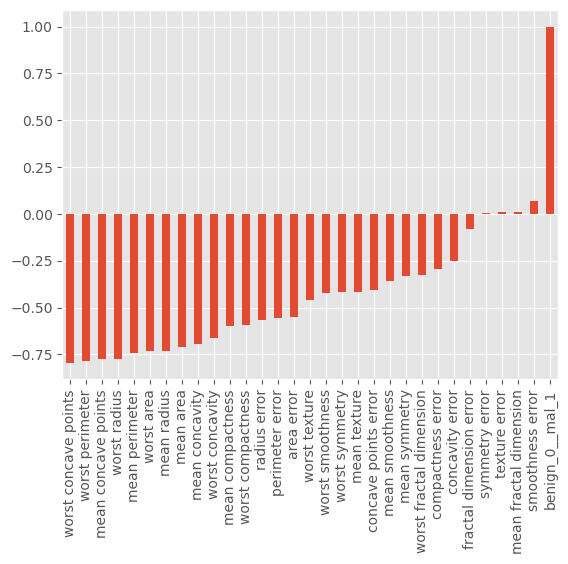 1.00
0.75
0.50
0.25
0.00
−0.25
−0.50
−0.75
worst concave points
worst perimeter
mean concave points
worst radius
mean perimeter
worst area
mean radius
mean area
mean concavity
worst concavity
mean compactness
worst compactness
radius error
perimeter error
area error
worst texture
worst smoothness
worst symmetry
mean texture
concave points error
mean smoothness
mean symmetry
worst fractal dimension
compactness error
concavity error
fractal dimension error
symmetry error
texture error
mean fractal dimension
smoothness error
benign_0__mal_1